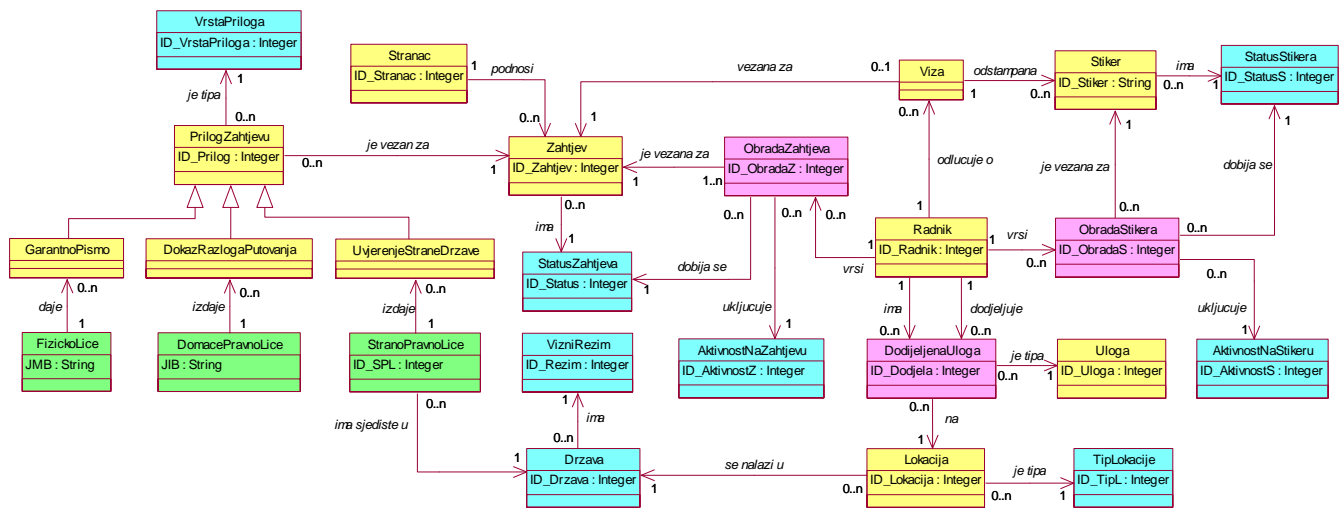 VrstaPriloga
ID_VrstaPriloga : Integer
1
je tipa
0..n
PrilogZahtjevu
ID_Prilog : Integer
0..n
je vezan za
1
Stranac
ID_Stranac : Integer
1
podnosi
0..n
Zahtjev
ID_Zahtjev : Integer
1
vezana za
0..1
Viza
1
odstampana
0..n
0..n
Stiker
ID_Stiker : String
0..n
ima
1
StatusStikera
ID_StatusS : Integer
1
dobija se
0..n
je vezana za
1
1..n
ObradaZahtjeva
ID_ObradaZ : Integer
0..n
0..n
0..n
odlucuje o
1
1
je vezana za
0..n
GarantnoPismo
DokazRazlogaPutovanja
UvjerenjeStraneDrzave
0..n
ima
1
StatusZahtjeva
ID_Status : Integer
1
dobija se
Radnik
ID_Radnik : Integer
1
vrsi
1
vrsi
0..n
ObradaStikera
ID_ObradaS : Integer
0..n
daje
1
0..n
izdaje
1
0..n
izdaje
1
ukljucuje
1
1
ima
0..n
1
dodjeljuje
0..n
0..n
ukljucuje
1
FizickoLice
JMB : String
DomacePravnoLice
JIB : String
StranoPravnoLice
ID_SPL : Integer
VizniRezim
ID_Rezim : Integer
AktivnostNaZahtjevu
ID_AktivnostZ : Integer
DodijeljenaUloga
ID_Dodjela : Integer
je tipa
0..n
1
Uloga
ID_Uloga : Integer
AktivnostNaStikeru
ID_AktivnostS : Integer
0..n
ima sjediste u
1
1
ima
0..n
0..n
na
1
Drzava
ID_Drzava : Integer
1
se nalazi u
0..n
Lokacija
ID_Lokacija : Integer
0..n
je tipa
1
TipLokacije
ID_TipL : Integer